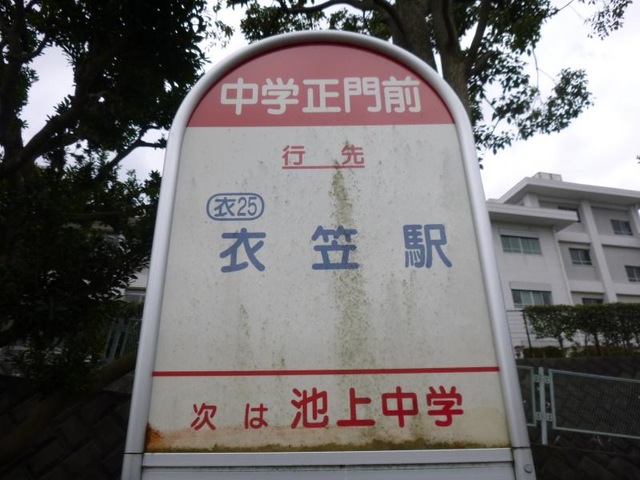 中学正門前
行先
衣25
衣笠駅
次は 池上中学